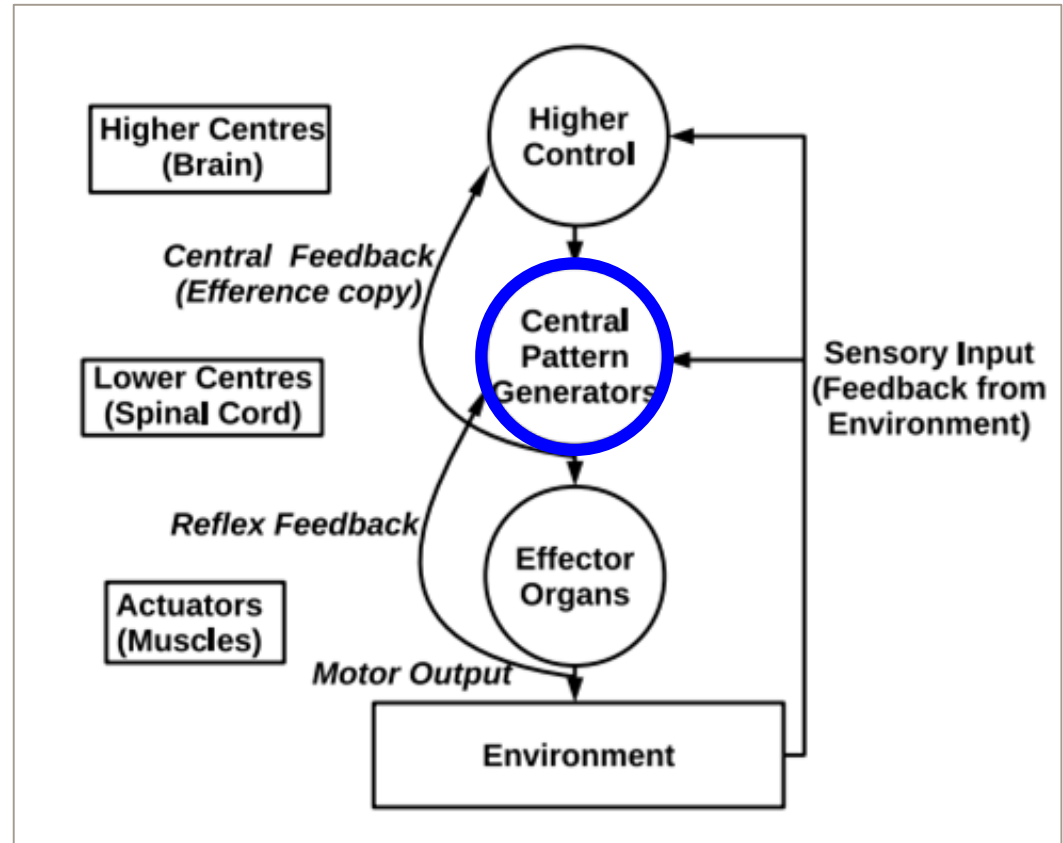 Higher Centres
(Brain)
Higher
Control
Central Feedback
(Efference copy)
Central
Pattern
Generators
Lower Centres
(Spinal Cord)
Sensory Input
(Feedback from
Environment)
Reflex Feedback
Effector
Organs
Actuators
(Muscles)
Motor Output
Environment